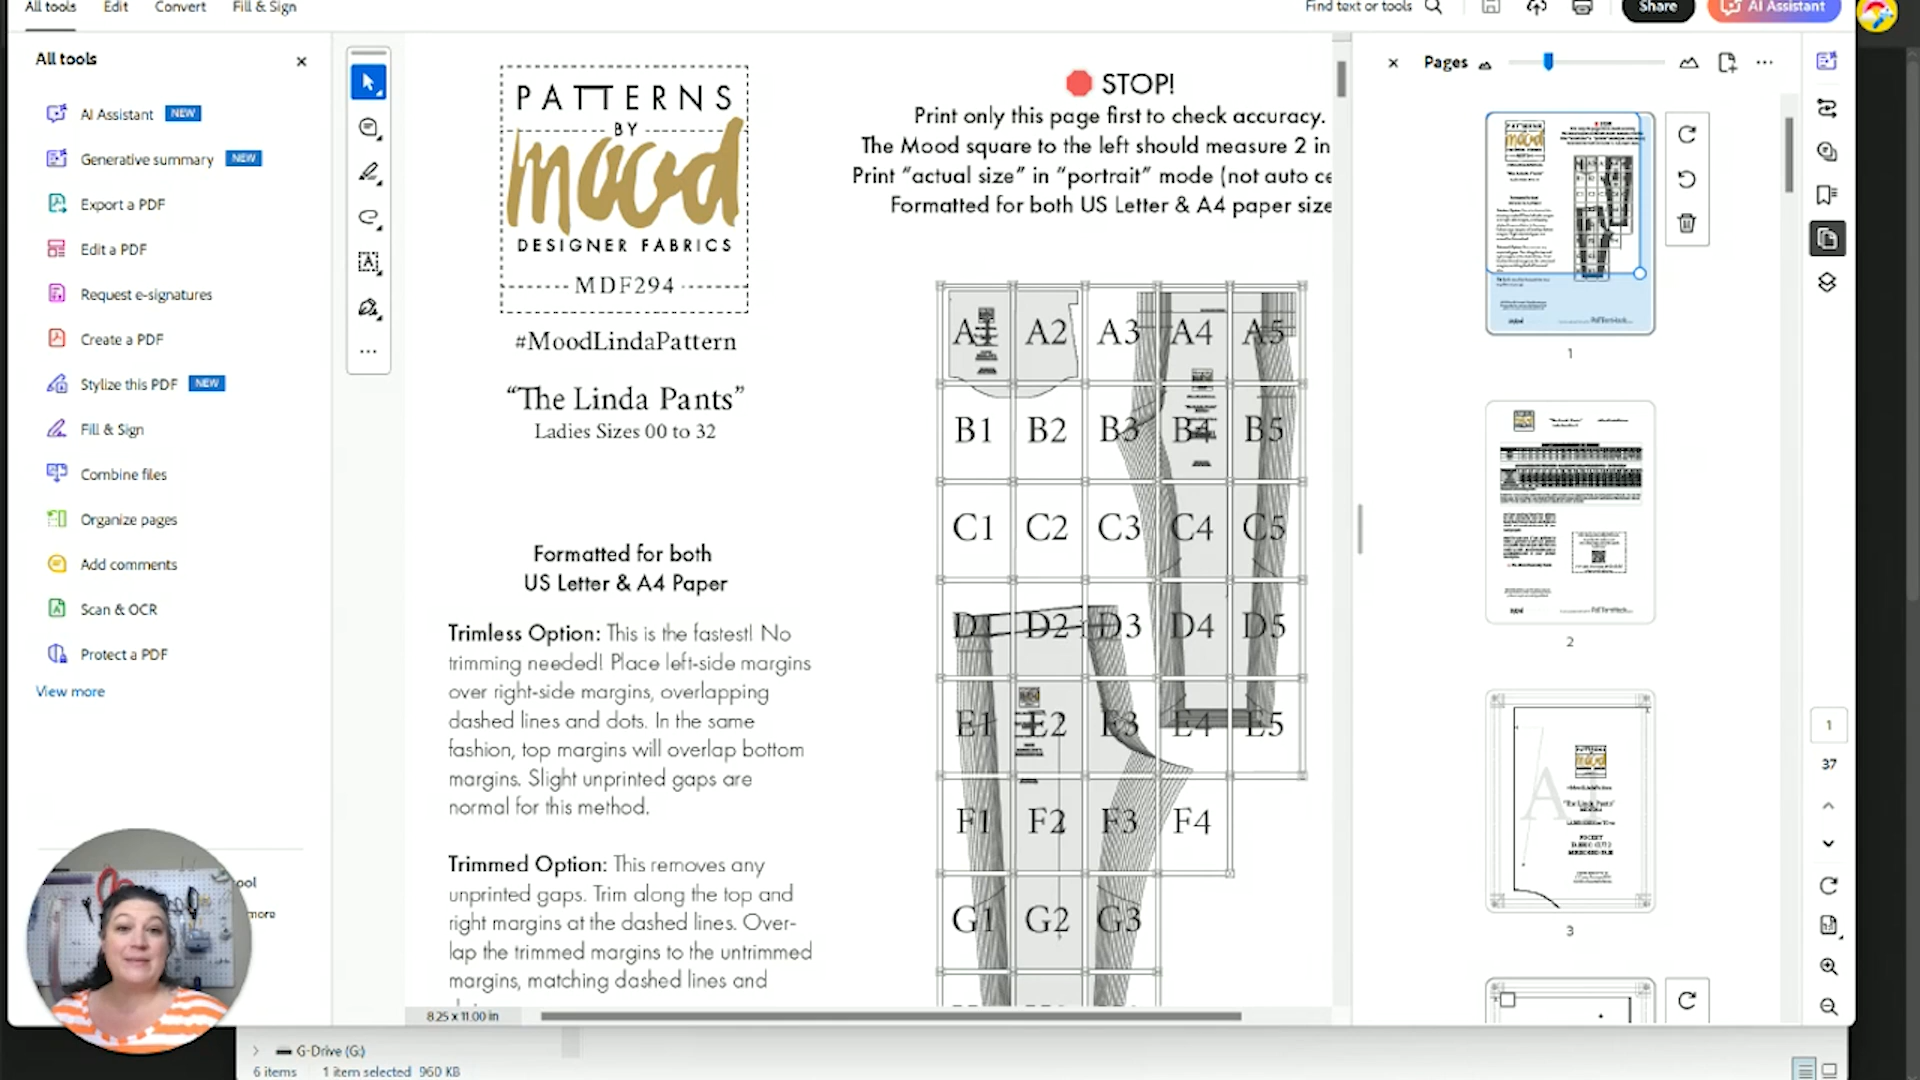 All tools Edit Convert Fill & Sign
Find text or tools
Share
AI Assistant
All tools
AI Assistant NEW
Generative summary NEW
Export a PDF
Edit a PDF
Request e-signatures
Create a PDF
Stylize this PDF NEW
Fill & Sign
Combine files
Organize pages
Add comments
Scan & OCR
Protect a PDF
View more
PATTERNS
BY
mood
DESIGNER FABRICS
MDF294
#MoodLindaPattern
“The Linda Pants”
Ladies Sizes 00 to 32
Formatted for both
US Letter & A4 Paper
Trimless Option: This is the fastest! No
trimming needed! Place left-side margins
over right-side margins, overlapping
dashed lines and dots. In the same
fashion, top margins will overlap bottom
margins. Slight unprinted gaps are
normal for this method.
Trimmed Option: This removes any
unprinted gaps. Trim along the top and
right margins at the dashed lines. Over-
lap the trimmed margins to the untrimmed
margins, matching dashed lines and
STOP!
Print only this page first to check accuracy.
The Mood square to the left should measure 2 in
Print “actual size” in “portrait” mode (not auto ce
Formatted for both US Letter & A4 paper size
A1 A2 A3 A4 A5
B1 B2 B3 B4 B5
C1 C2 C3 C4 C5
D1 D2 D3 D4 D5
E1 E2 E3 E4 E5
F1 F2 F3 F4
G1 G2 G3
8.25 x 11.00 in
Pages
1
2
3
1
37
ool
more
G-Drive (G:)
6 items 1 item selected 960 KB